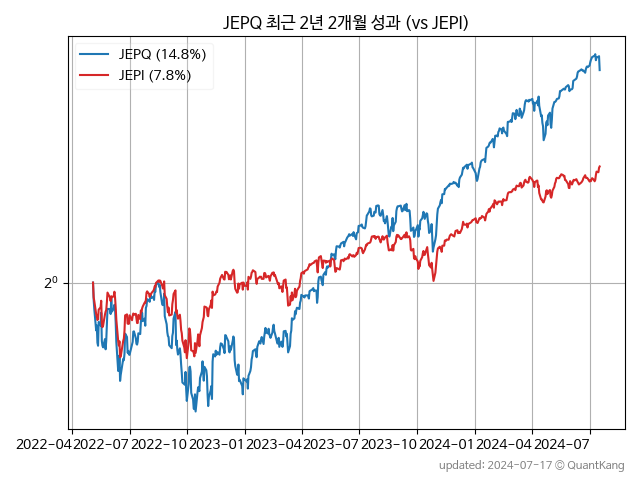 JEPQ 최근 2년 2개월 성과 (vs JEPI)
JEPQ (14.8%)
JEPI (7.8%)
2⁰
2022-04 2022-07 2022-10 2023-01 2023-04 2023-07 2023-10 2024-01 2024-04 2024-07
updated: 2024-07-17 © QuantKang